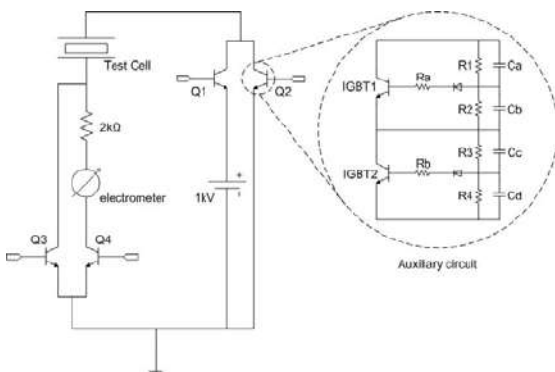 Test Cell
2kΩ
electrometer
Q3
Q4
Q1
Q2
1kV
+
-
IGBT1
Ra
R1
Ca
R2
Cb
IGBT2
Rb
R3
Cc
R4
Cd
Auxiliary circuit